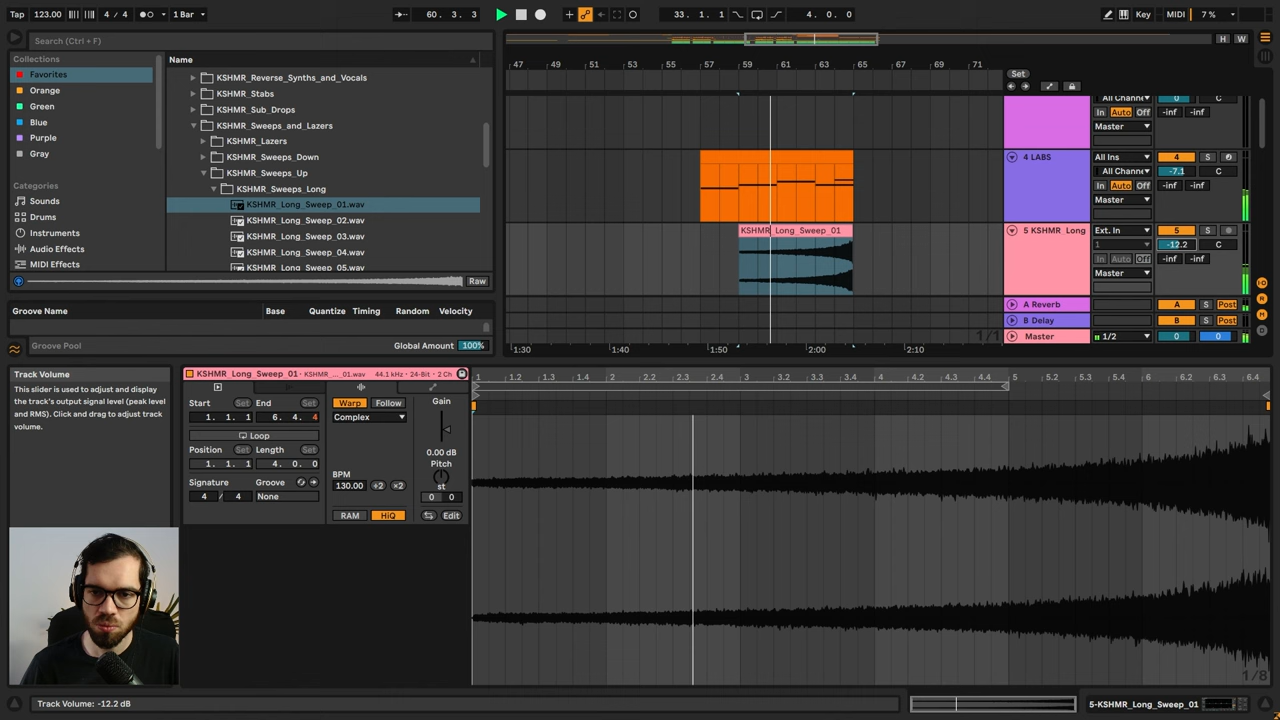 Tap 123.00 4 / 4 1 Bar 60. 3. 3 33. 1. 1 4. 0. 0 Key MIDI 7 %
Search (Ctrl + F)
H W
Collections
Favorites
Orange
Green
Blue
Purple
Gray
Categories
Sounds
Drums
Instruments
Audio Effects
MIDI Effects
Name
KSHMR_Reverse_Synths_and_Vocals
KSHMR_Stabs
KSHMR_Sub_Drops
KSHMR_Sweeps_and_Lazers
KSHMR_Lazers
KSHMR_Sweeps_Down
KSHMR_Sweeps_Up
KSHMR_Sweeps_Long
KSHMR_Long_Sweep_01.wav
KSHMR_Long_Sweep_02.wav
KSHMR_Long_Sweep_03.wav
KSHMR_Long_Sweep_04.wav
KSHMR_Long_Sweep_05.wav
Raw
Groove Name Base Quantize Timing Random Velocity
Groove Pool Global Amount 100%
47 49 51 53 55 57 59 61 63 65 67 69 71
Set
KSHMR_Long_Sweep_01
1/1
1:30 1:40 1:50 2:00 2:10
All Channe 0 C
In Auto Off -inf -inf
Master
4 LABS All Ins 4 S
All Channe -7.1 C
In Auto Off -inf -inf
Master
5 KSHMR_Long Ext. In 5 S
1 -12.2 C
In Auto Off -inf -inf
Master
A Reverb A S Post
B Delay B S Post
Master 1/2 0 0
Track Volume
This slider is used to adjust and display
the track's output signal level (peak level
and RMS). Click and drag to adjust track
volume.
KSHMR_Long_Sweep_01 KSHMR_..._01.wav 44.1 kHz 24-Bit 2 Ch
Start Set End Set
1. 1. 1 6. 4. 4
Loop
Position Set Length Set
1. 1. 1 4. 0. 0
Signature Groove
4 / 4 None
Warp Follow
Complex
BPM
130.00 ÷2 ×2
RAM HiQ
Gain
0.00 dB
Pitch
st
0 0
Edit
1 1.2 1.3 1.4 2 2.2 2.3 2.4 3 3.2 3.3 3.4 4 4.2 4.3 4.4 5 5.2 5.3 5.4 6 6.2 6.3 6.4
1/8
Track Volume: -12.2 dB
5-KSHMR_Long_Sweep_01